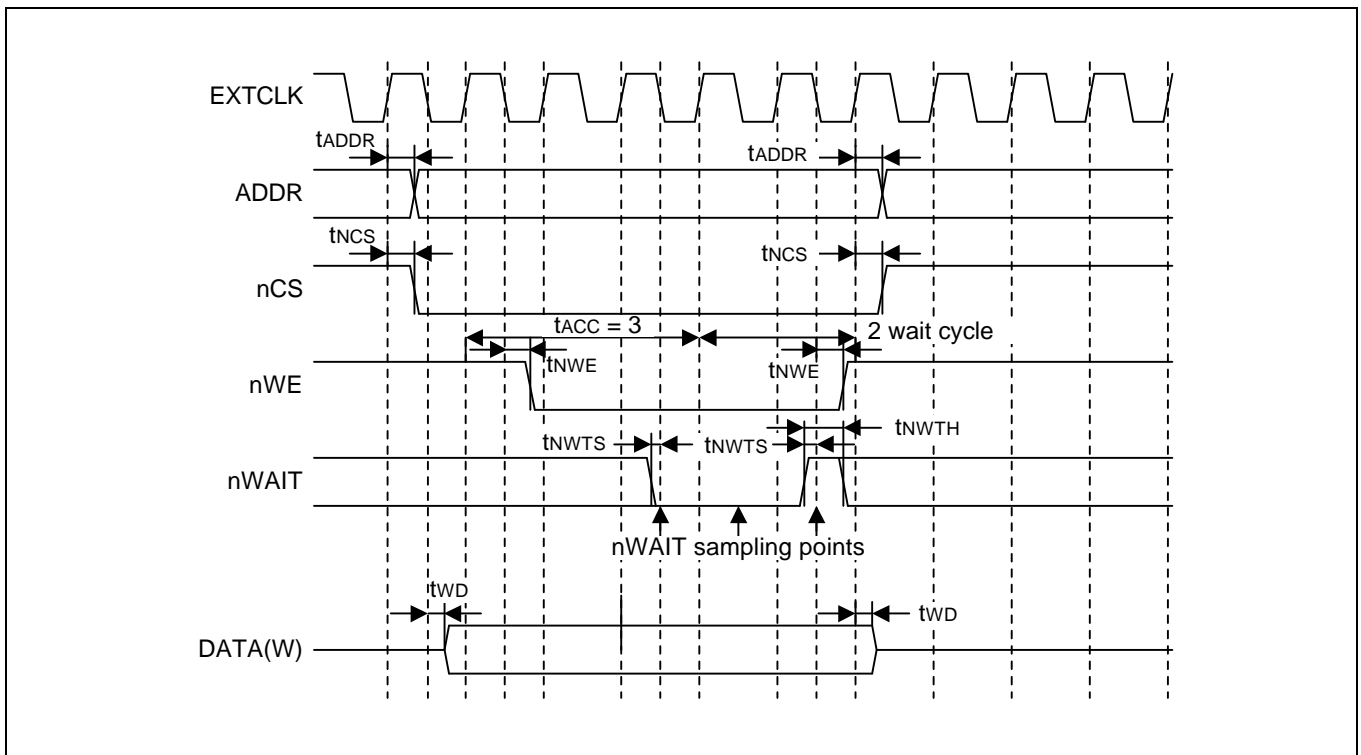 EXTCLK
tADDR
tADDR
ADDR
tNCS
tNCS
nCS
tACC = 3
2 wait cycle
tNWE
tNWE
nWE
tNWTH
tNWTS
tNWTS
nWAIT
nWAIT sampling points
tWD
tWD
DATA(W)